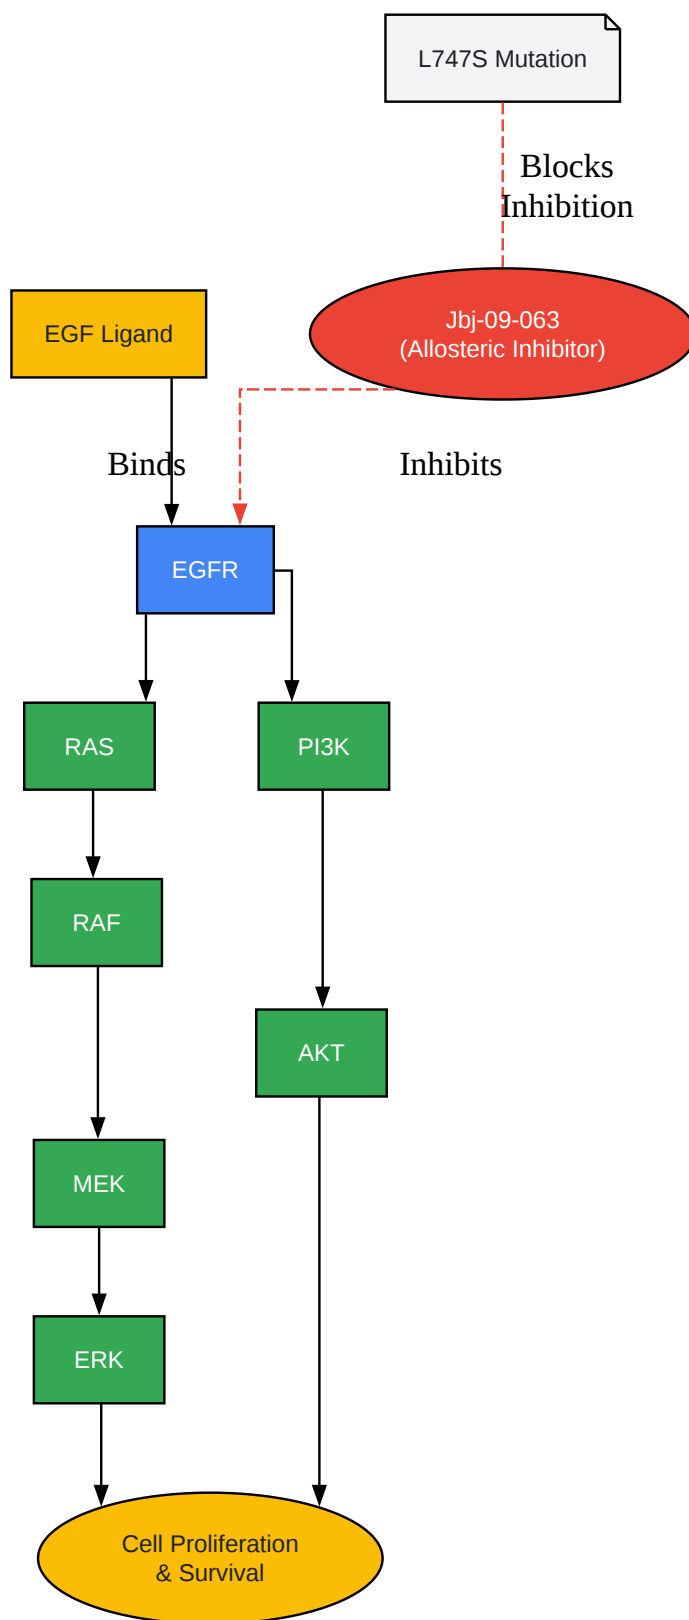 L747S Mutation
Blocks
Inhibition
Jbj-09-063
(Allosteric Inhibitor)
EGF Ligand
Binds
Inhibits
EGFR
RAS
PI3K
RAF
AKT
MEK
ERK
Cell Proliferation
& Survival